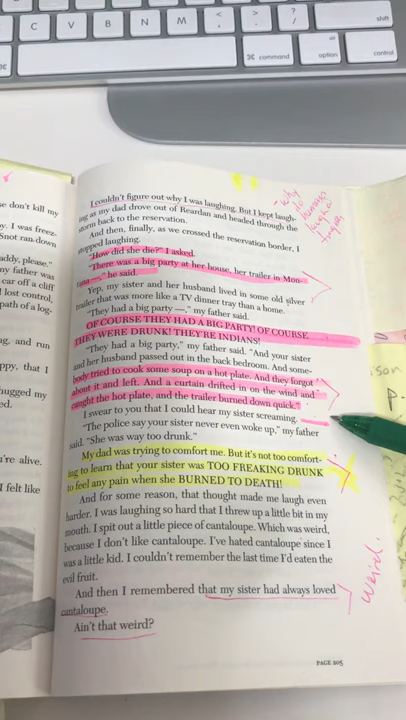 C V B N M < , > . ? / shift
⌘ command option control
⌘
why do humans laugh
e don't kill my
y. I was freez-
Snot ran down
addy, please."
my father was
car off a cliff
lost control,
path of a log-
ag, and run
ppy, that I
hugged my
ed.
're alive.
I felt like
I couldn't figure out why I was laughing. But I kept laugh-
ing as my dad drove out of Reardan and headed through the
storm back to the reservation.
And then, finally, as we crossed the reservation border, I
stopped laughing.
"How did she die?" I asked.
"There was a big party at her house, her trailer in Mon-
tana —," he said.
Yep, my sister and her husband lived in some old silver
trailer that was more like a TV dinner tray than a home.
"They had a big party —," my father said.
OF COURSE THEY HAD A BIG PARTY! OF COURSE
THEY WERE DRUNK! THEY'RE INDIANS!
"They had a big party," my father said. "And your sister
and her husband passed out in the back bedroom. And some-
body tried to cook some soup on a hot plate. And they forgot
about it and left. And a curtain drifted in on the wind and
caught the hot plate, and the trailer burned down quick."
I swear to you that I could hear my sister screaming.
"The police say your sister never even woke up," my father
said. "She was way too drunk."
My dad was trying to comfort me. But it's not too comfort-
ing to learn that your sister was TOO FREAKING DRUNK
to feel any pain when she BURNED TO DEATH!
And for some reason, that thought made me laugh even
harder. I was laughing so hard that I threw up a little bit in my
mouth. I spit out a little piece of cantaloupe. Which was weird,
because I don't like cantaloupe. I've hated cantaloupe since I
was a little kid. I couldn't remember the last time I'd eaten the
evil fruit.
And then I remembered that my sister had always loved
cantaloupe.
Ain't that weird?
weird.
PAGE 205